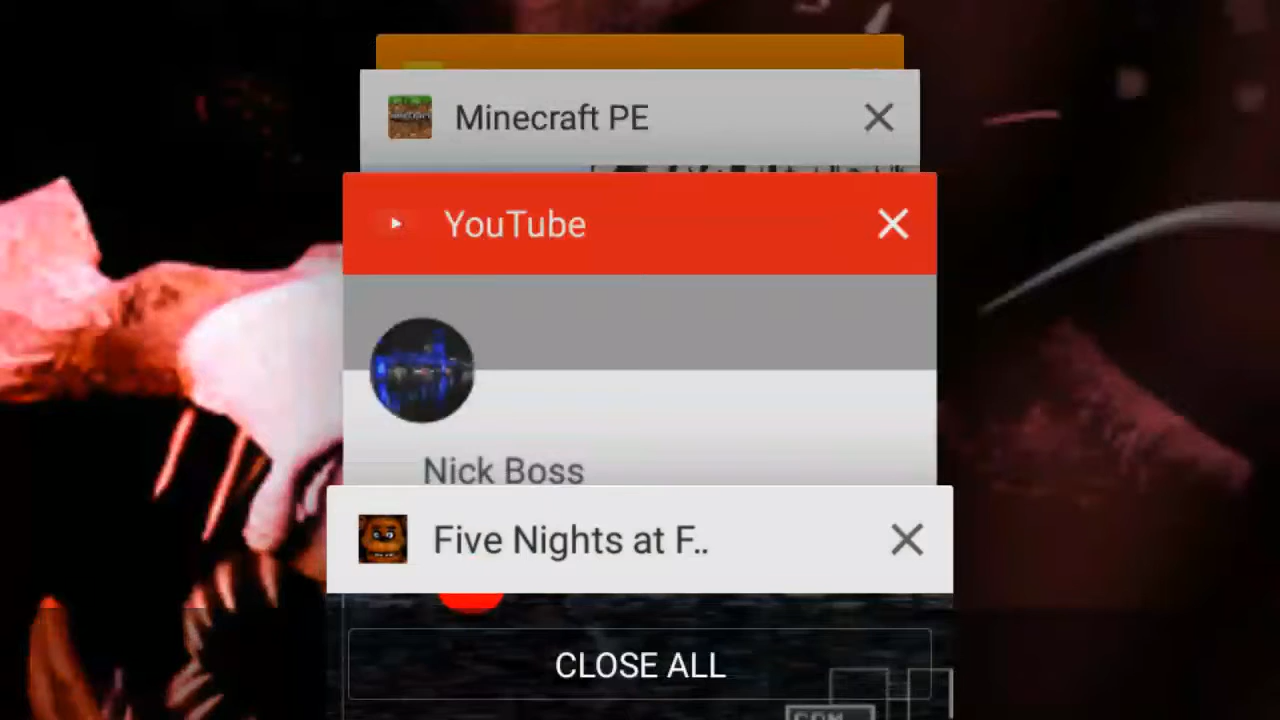 Minecraft PE
YouTube
Nick Boss
Five Nights at F..
CLOSE ALL